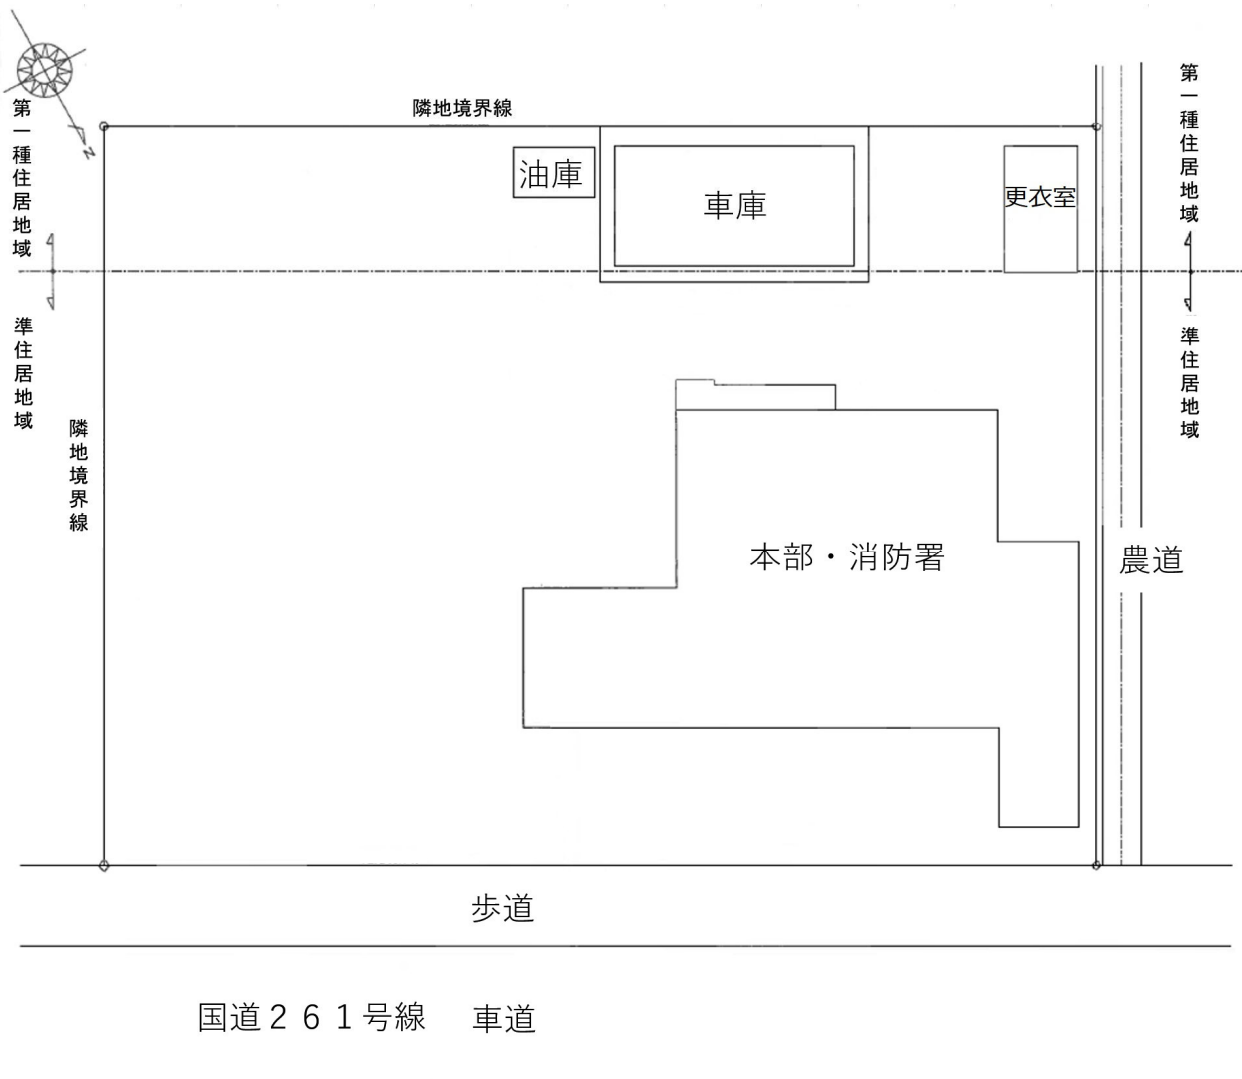 隣地境界線
第一種住居地域
第一種住居地域
N
油庫
車庫
更衣室
準住居地域
準住居地域
隣地境界線
本部・消防署
農道
歩道
国道２６１号線 車道